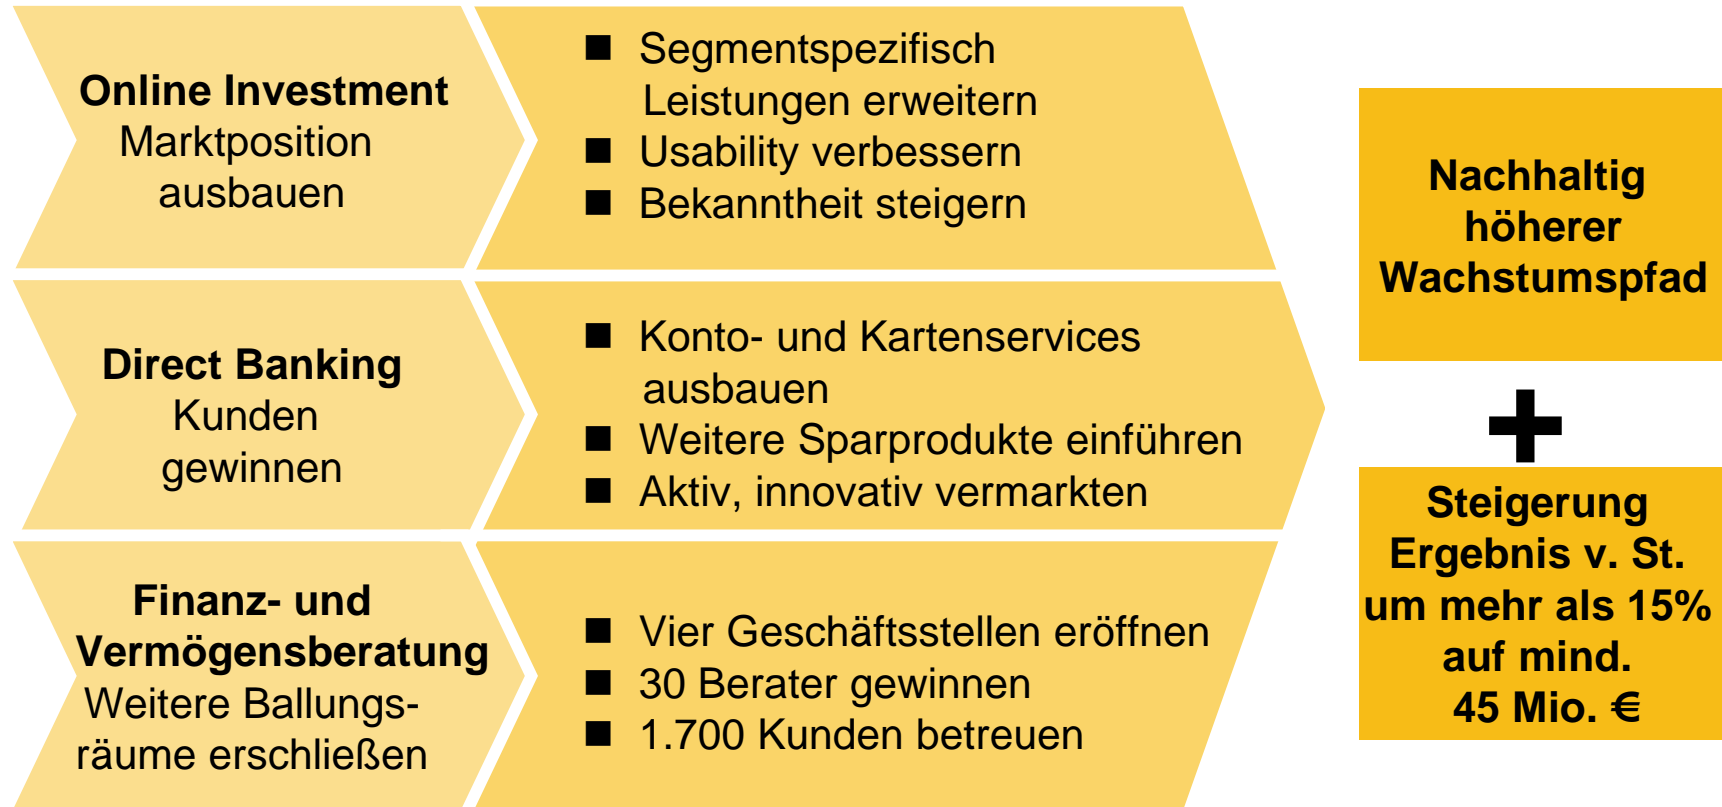 Online Investment
Marktposition
ausbauen
■ Segmentspezifisch
Leistungen erweitern
■ Usability verbessern
■ Bekanntheit steigern
Direct Banking
Kunden
gewinnen
■ Konto- und Kartenservices
ausbauen
■ Weitere Sparprodukte einführen
■ Aktiv, innovativ vermarkten
Finanz- und
Vermögensberatung
Weitere Ballungs-
räume erschließen
■ Vier Geschäftsstellen eröffnen
■ 30 Berater gewinnen
■ 1.700 Kunden betreuen
Nachhaltig
höherer
Wachstumspfad
+
Steigerung
Ergebnis v. St.
um mehr als 15%
auf mind.
45 Mio. €